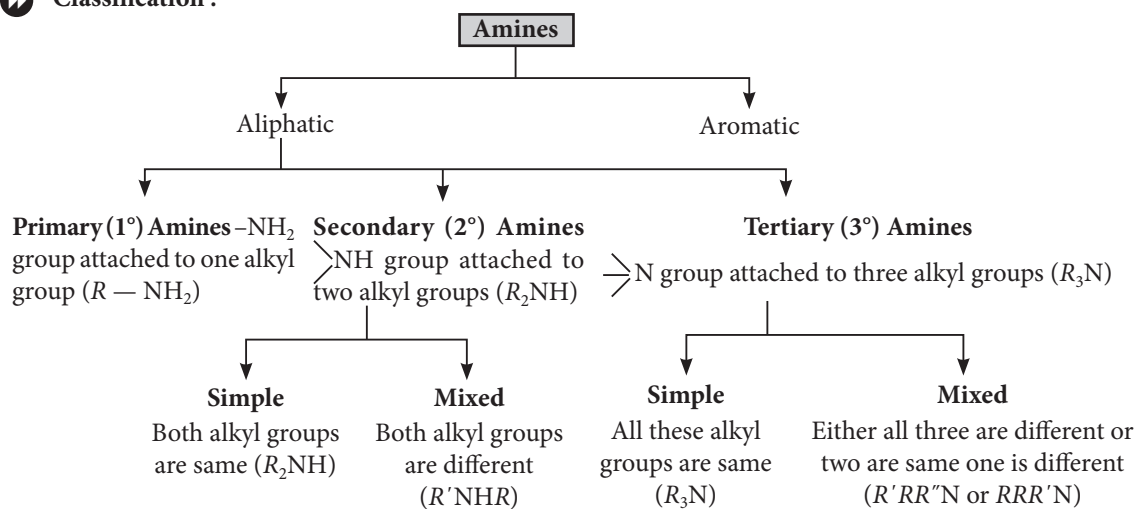 Classification :
Amines
Aliphatic
Aromatic
Primary (1°) Amines –NH₂
group attached to one alkyl
group (R — NH₂)
Secondary (2°) Amines
NH group attached to
two alkyl groups (R₂NH)
Tertiary (3°) Amines
N group attached to three alkyl groups (R₃N)
Simple
Both alkyl groups
are same (R₂NH)
Mixed
Both alkyl groups
are different
(R′NHR)
Simple
All these alkyl
groups are same
(R₃N)
Mixed
Either all three are different or
two are same one is different
(R′RR″N or RRR′N)